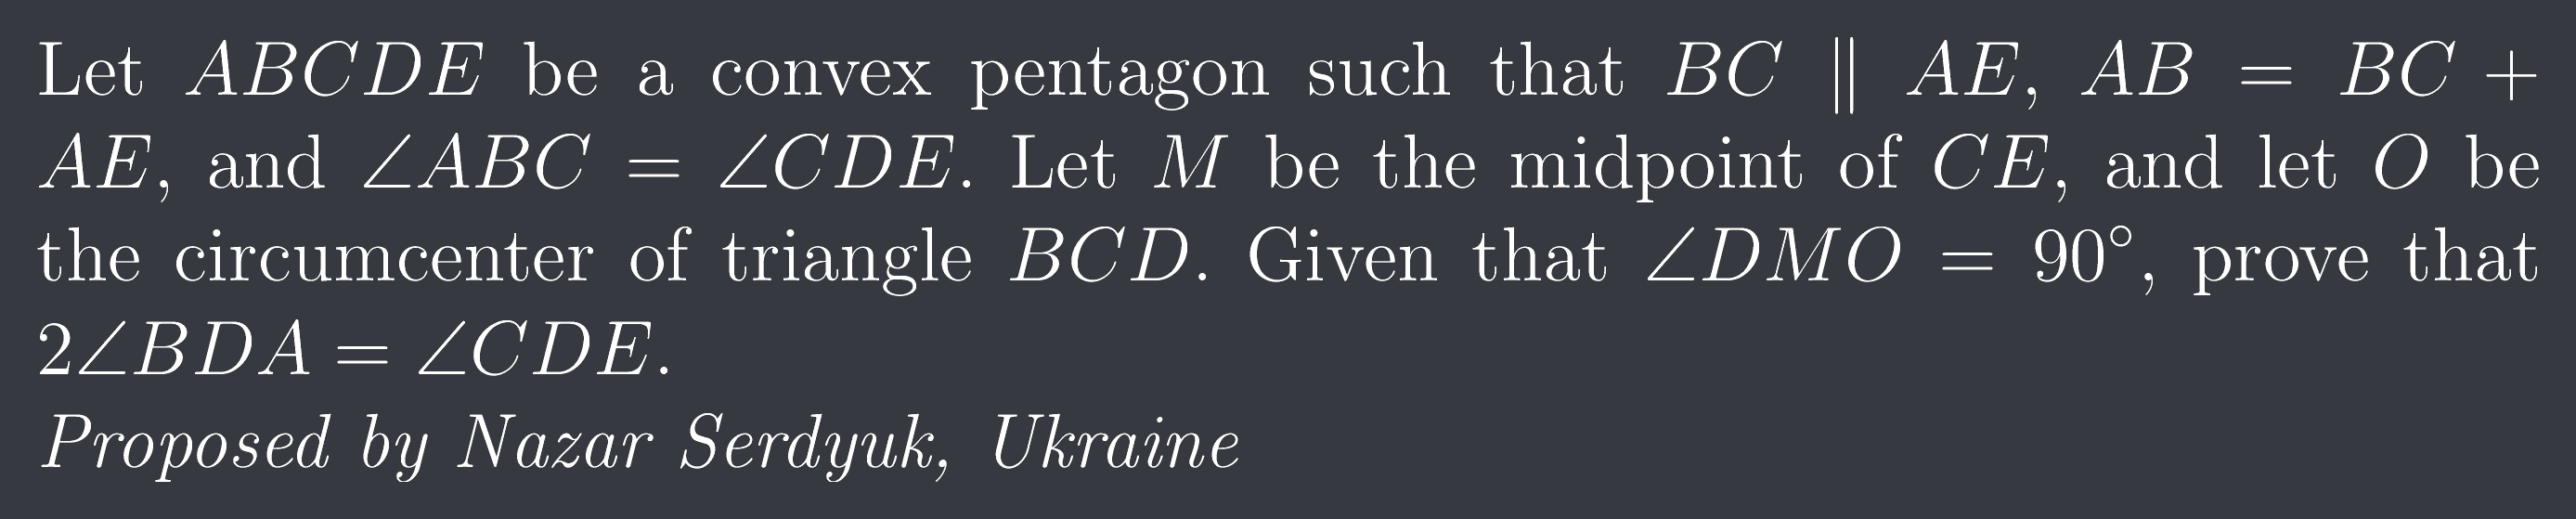 Let ABCDE be a convex pentagon such that BC ∥ AE, AB = BC +
AE, and ∠ABC = ∠CDE. Let M be the midpoint of CE, and let O be
the circumcenter of triangle BCD. Given that ∠DMO = 90°, prove that
2∠BDA = ∠CDE.
Proposed by Nazar Serdyuk, Ukraine